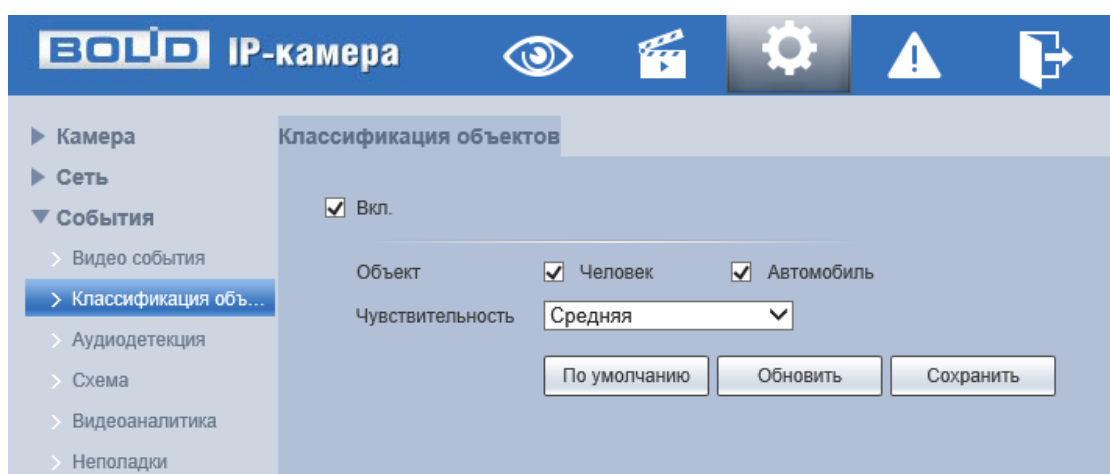 BOLID IP-камера
Камера
Сеть
События
Видео события
Классификация объ...
Аудиодетекция
Схема
Видеоаналитика
Неполадки
Классификация объектов
Вкл.
Объект Человек Автомобиль
Чувствительность Средняя
По умолчанию Обновить Сохранить